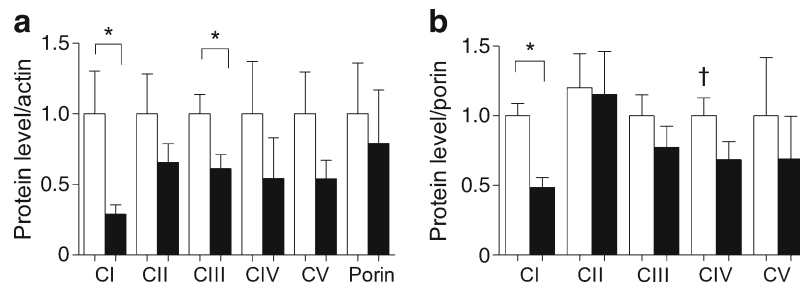 a
Protein level/actin
1.5
1.0
0.5
0
* *
CI CII CIII CIV CV Porin
b
Protein level/porin
1.5
1.0
0.5
0
* †
CI CII CIII CIV CV